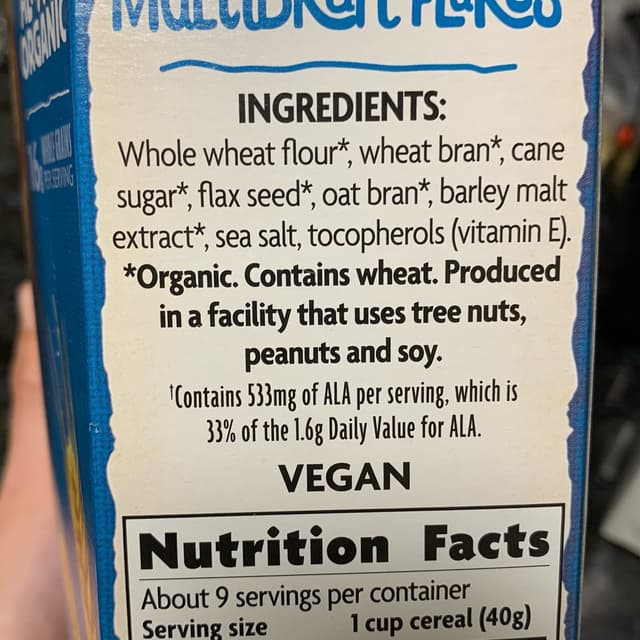 MultiBran Flakes
ORGANIC
INGREDIENTS:
Whole wheat flour*, wheat bran*, cane
sugar*, flax seed*, oat bran*, barley malt
extract*, sea salt, tocopherols (vitamin E).
*Organic. Contains wheat. Produced
in a facility that uses tree nuts,
peanuts and soy.
†Contains 533mg of ALA per serving, which is
33% of the 1.6g Daily Value for ALA.
VEGAN
Nutrition Facts
About 9 servings per container
Serving size 1 cup cereal (40g)